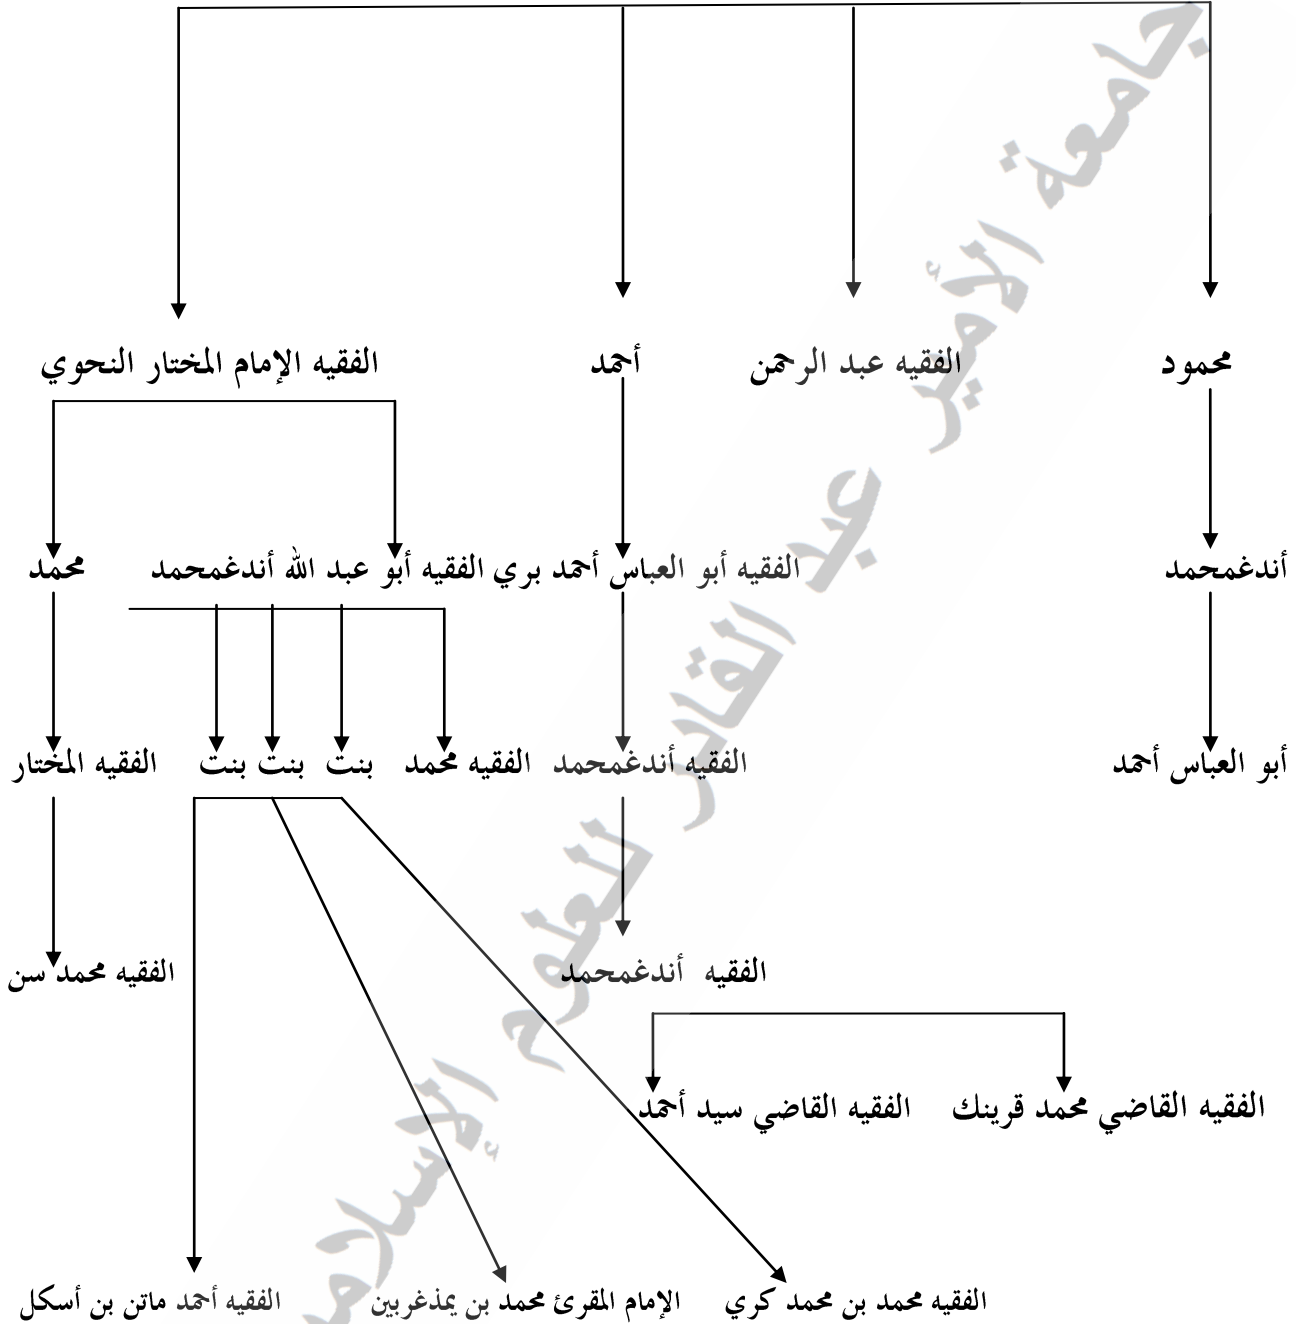 محمود الفقيه عبد الرحمن أحمد الفقيه الإمام المختار النحوي
أندغمحمد الفقيه أبو العباس أحمد بري الفقيه أبو عبد الله أندغمحمد محمد
أبو العباس أحمد الفقيه أندغمحمد الفقيه محمد بنت بنت بنت الفقيه المختار
الفقيه أندغمحمد الفقيه محمد سن
الفقيه القاضي محمد قرينك الفقيه القاضي سيد أحمد
الفقيه محمد بن محمد كري الإمام المقرئ محمد بن يمذغربين الفقيه أحمد ماتن بن أسكل
جامعة الأمير عبد القادر للعلوم الإسلامية